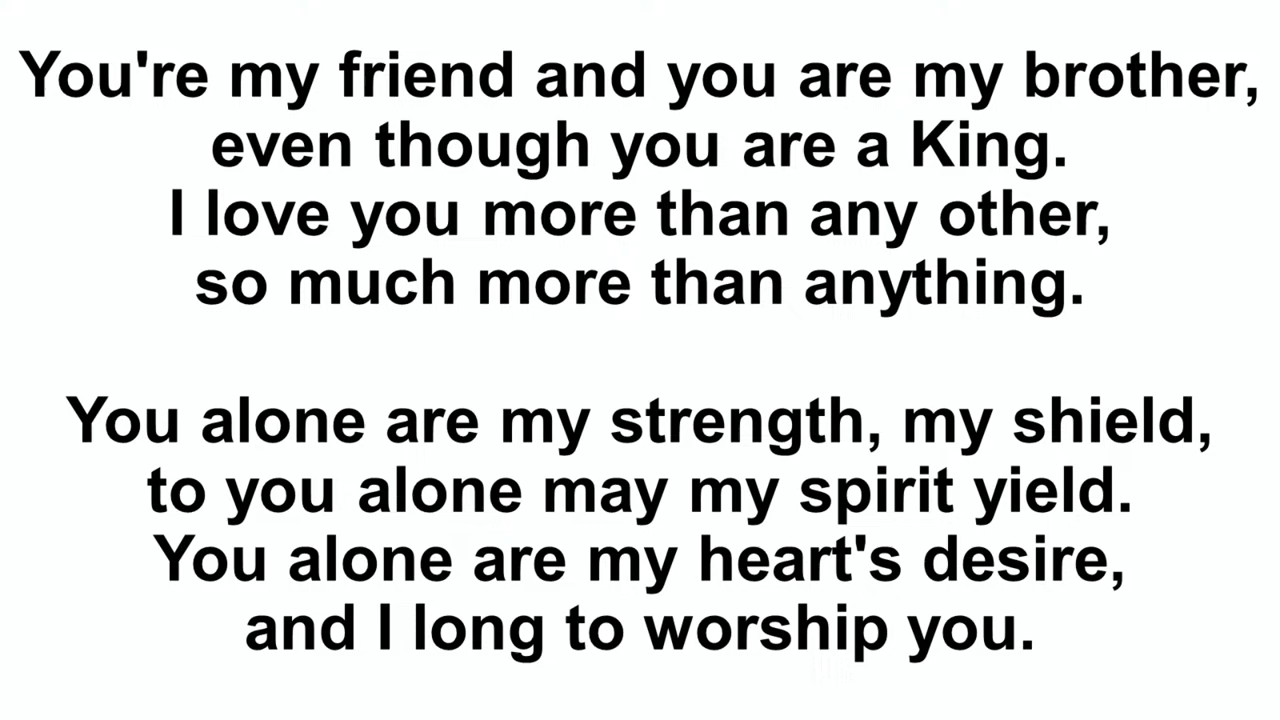 You're my friend and you are my brother,
even though you are a King.
I love you more than any other,
so much more than anything.
You alone are my strength, my shield,
to you alone may my spirit yield.
You alone are my heart's desire,
and I long to worship you.